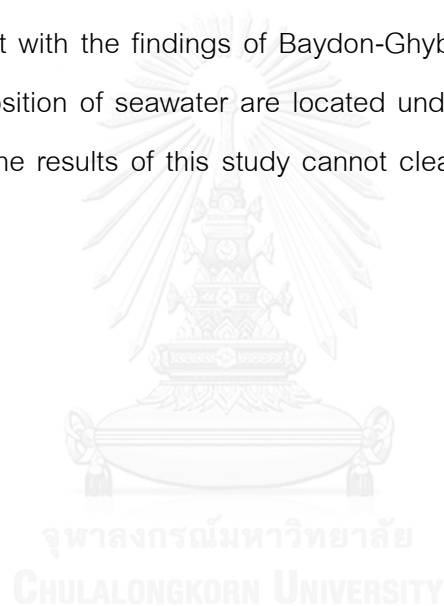 t with the findings of Baydon-Ghyb
osition of seawater are located und
ne results of this study cannot clea
จุฬาลงกรณ์มหาวิทยาลัย
CHULALONGKORN UNIVERSITY